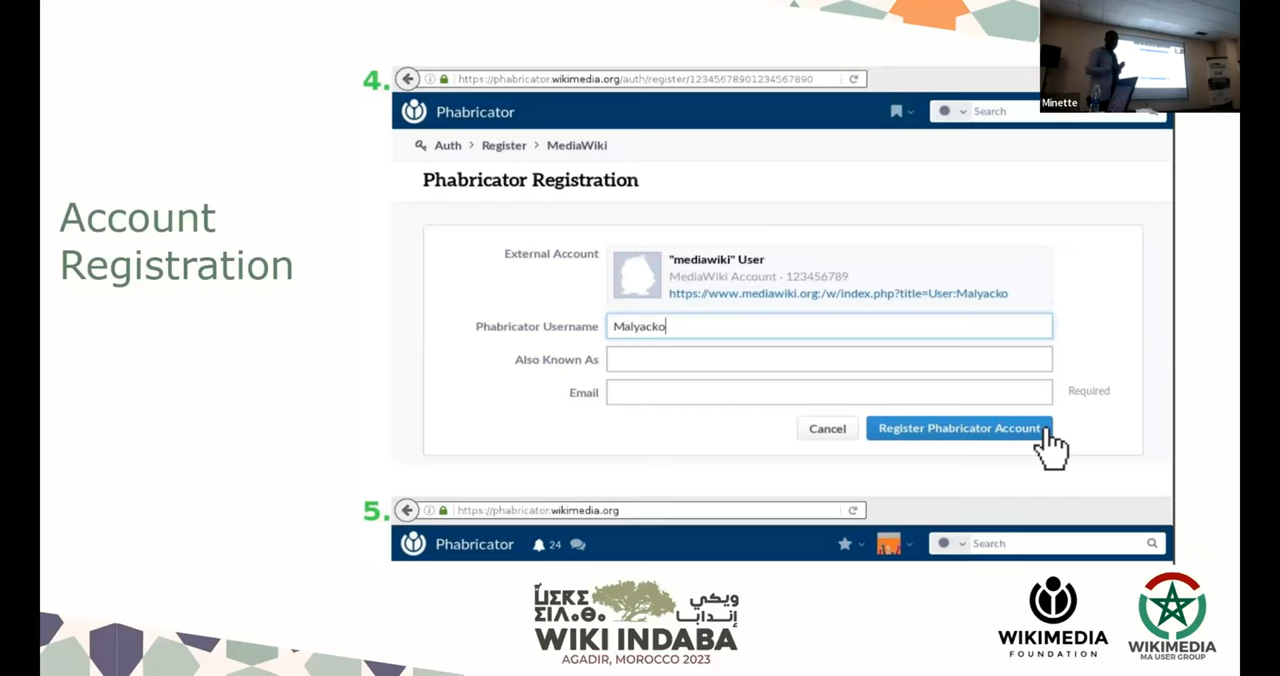 Account
Registration
4.
https://phabricator.wikimedia.org/auth/register/12345678901234567890
Phabricator
Search
Minette
Auth > Register > MediaWiki
Phabricator Registration
External Account
"mediawiki" User
MediaWiki Account · 123456789
https://www.mediawiki.org:/w/index.php?title=User:Malyacko
Phabricator Username
Malyacko
Also Known As
Email
Required
Cancel
Register Phabricator Account
5.
https://phabricator.wikimedia.org
Phabricator
24
Search
ويكي
إندابا
WIKI INDABA
AGADIR, MOROCCO 2023
WIKIMEDIA
FOUNDATION
WIKIMEDIA
MA USER GROUP